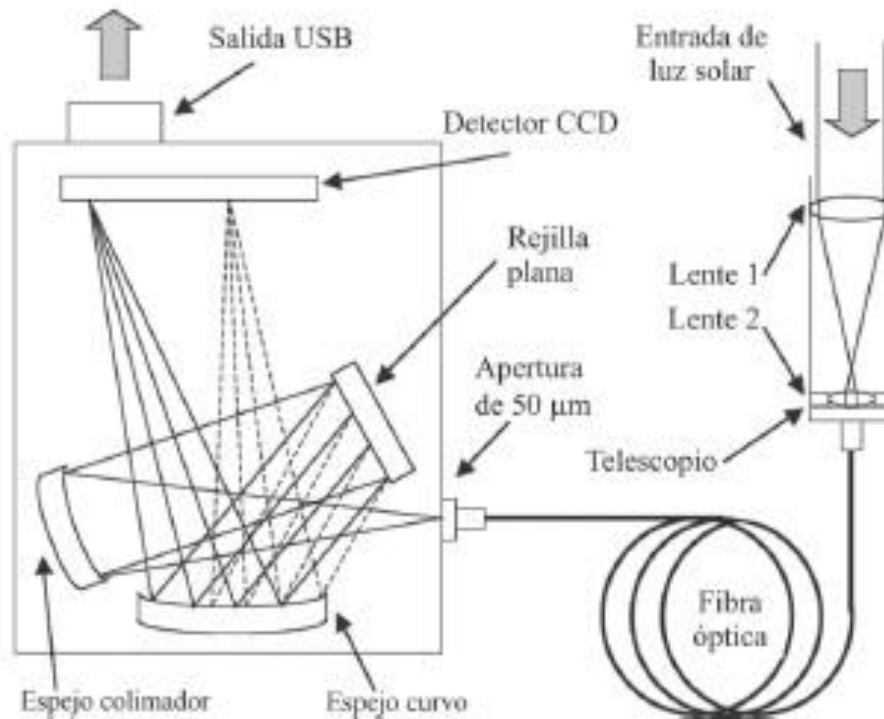 Salida USB
Entrada de
luz solar
Detector CCD
Rejilla
plana
Lente 1
Lente 2
Apertura
de 50 µm
Telescopio
Fibra
óptica
Espejo colimador
Espejo curvo